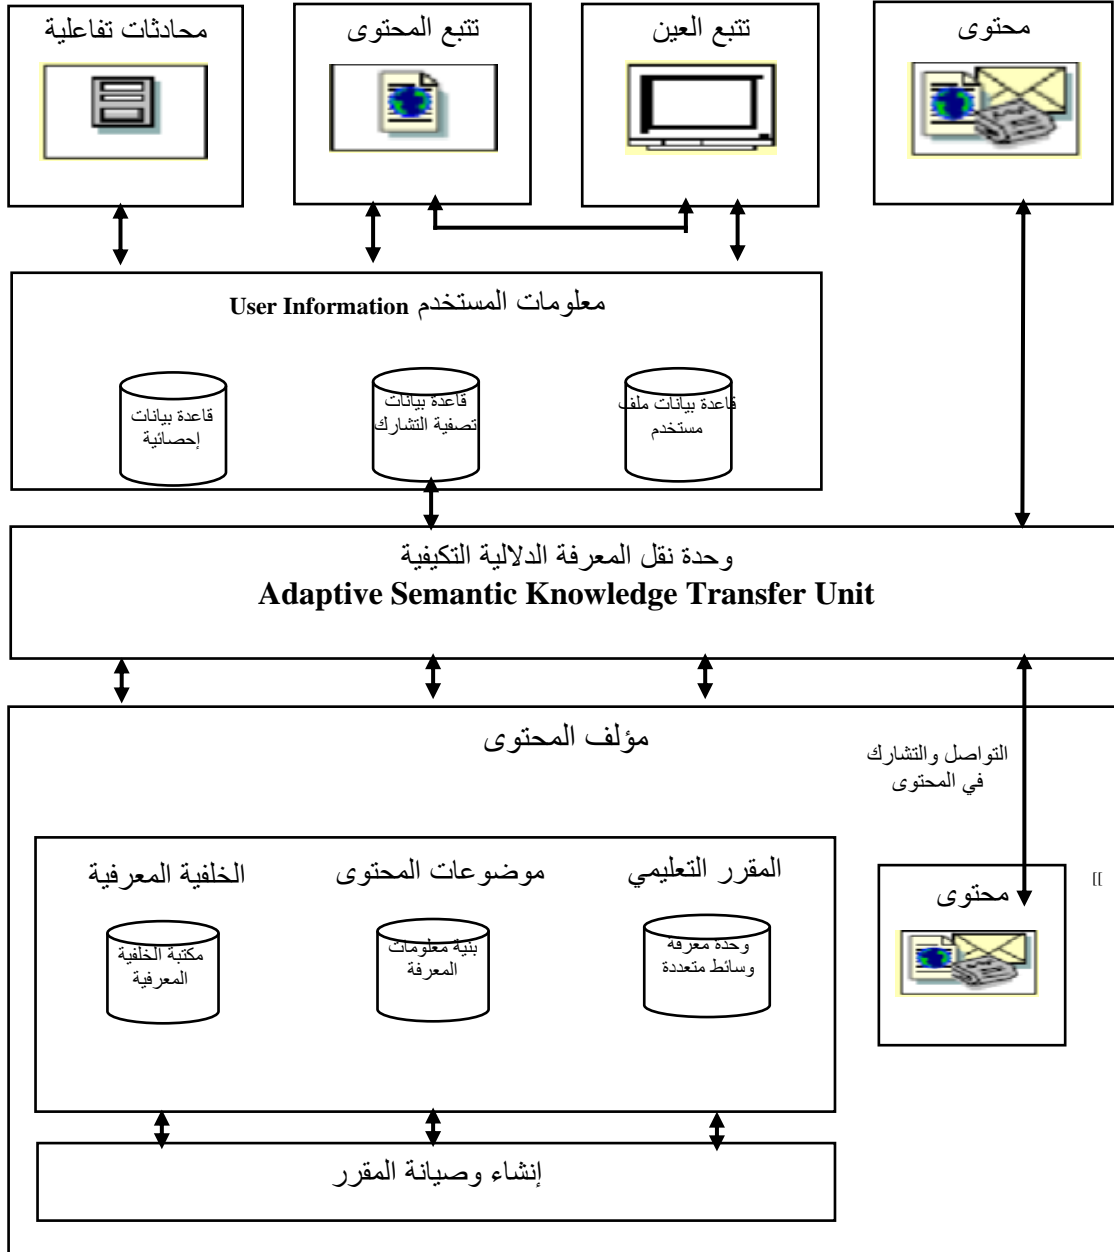 محتوى
تتبع العين
تتبع المحتوى
محادثات تفاعلية
معلومات المستخدم User Information
قاعدة بيانات ملف
مستخدم
قاعدة بيانات
تصفية التشارك
قاعدة بيانات
إحصائية
وحدة نقل المعرفة الدلالية التكيفية
Adaptive Semantic Knowledge Transfer Unit
مؤلف المحتوى
التواصل والتشارك
في المحتوى
المقرر التعليمي
موضوعات المحتوى
الخلفية المعرفية
وحدة معرفة
وسائط متعددة
بنية معلومات
المعرفة
مكتبة الخلفية
المعرفية
محتوى
[[
إنشاء وصيانة المقرر